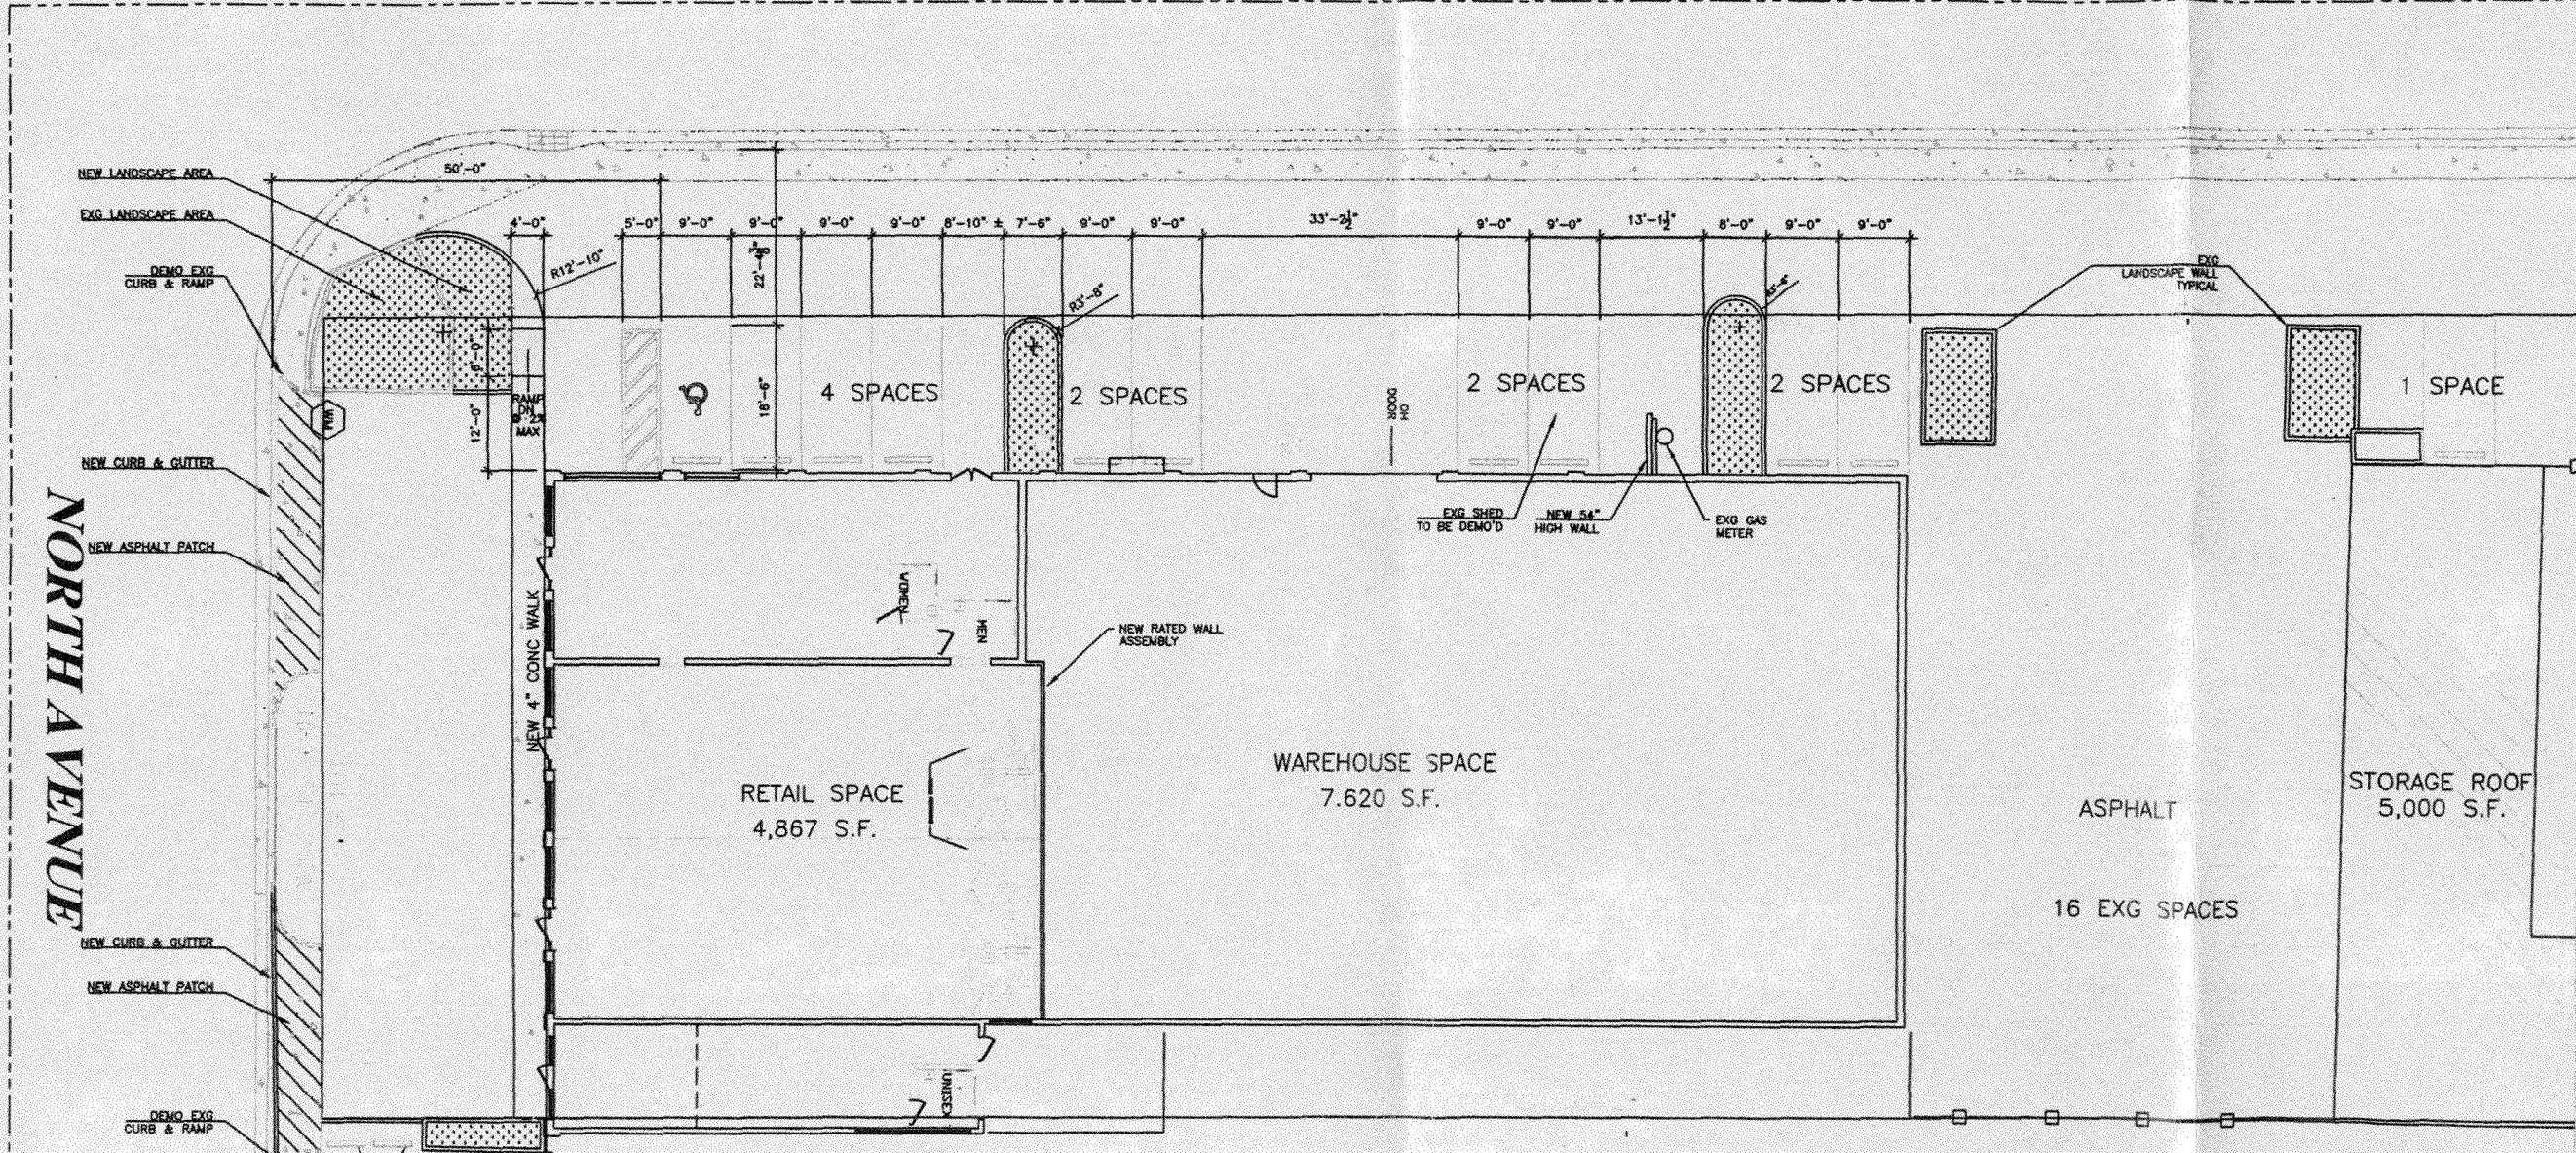 50'-0"
NEW LANDSCAPE AREA
EXG LANDSCAPE AREA
DEMO EXG
CURB & RAMP
4'-0"
R12'-10"
5'-0"
9'-0"
9'-0"
9'-0"
9'-0"
8'-10" ±
7'-6"
9'-0"
9'-0"
33'-2½"
9'-0"
9'-0"
13'-1½"
8'-0"
9'-0"
9'-0"
R3'-8"
EXG
LANDSCAPE WALL
TYPICAL
6'-0"
12'-0"
RAMP
DN
MAX
18'-6"
4 SPACES
2 SPACES
OH
DOOR
2 SPACES
2 SPACES
1 SPACE
WM
NEW CURB & GUTTER
NEW ASPHALT PATCH
NORTH AVENUE
NEW 4" CONC WALK
WOMEN
MEN
NEW RATED WALL
ASSEMBLY
EXG SHED
TO BE DEMO'D
NEW 54"
HIGH WALL
EXG GAS
METER
RETAIL SPACE
4,867 S.F.
WAREHOUSE SPACE
7.620 S.F.
ASPHALT
16 EXG SPACES
STORAGE ROOF
5,000 S.F.
NEW CURB & GUTTER
NEW ASPHALT PATCH
DEMO EXG
CURB & RAMP
UNISEX